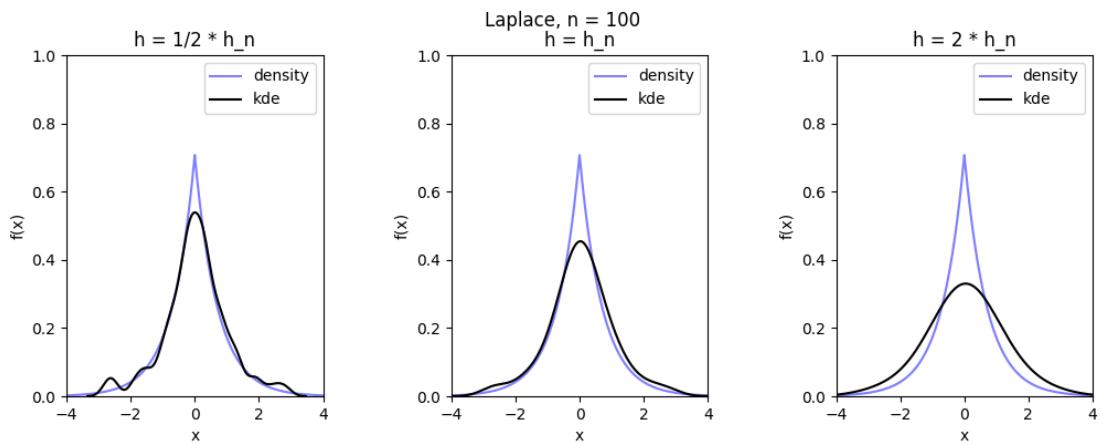 Laplace, n = 100
h = 1/2 * h_n
1.0
0.8
0.6
0.4
0.2
0.0
f(x)
density
kde
−4
−2
0
2
4
x
h = h_n
1.0
0.8
0.6
0.4
0.2
0.0
f(x)
density
kde
−4
−2
0
2
4
x
h = 2 * h_n
1.0
0.8
0.6
0.4
0.2
0.0
f(x)
density
kde
−4
−2
0
2
4
x